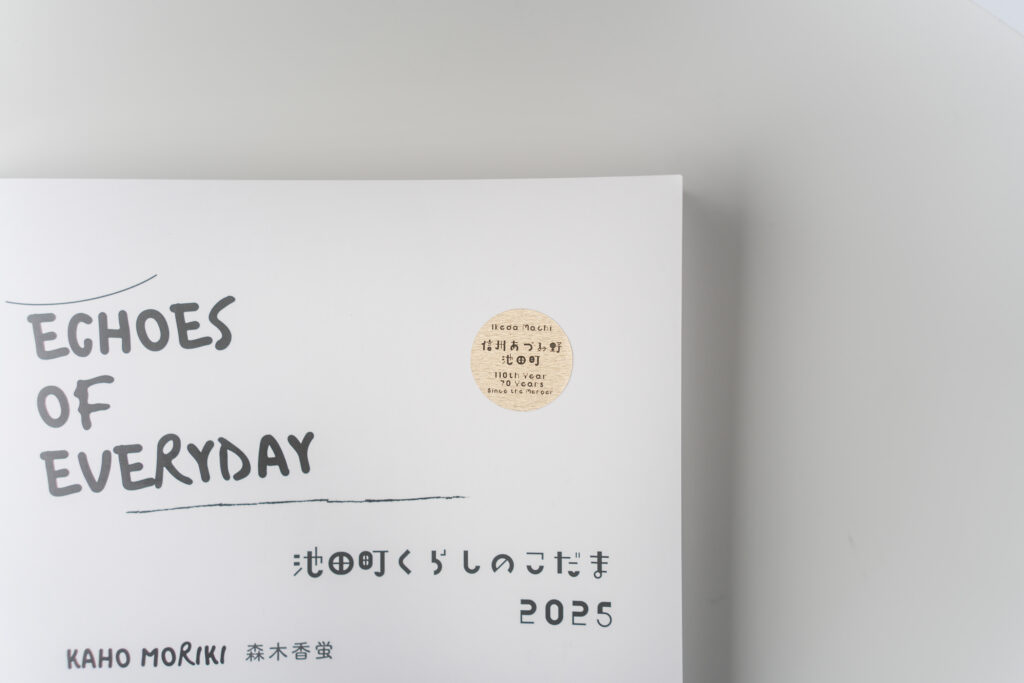 ECHOES
OF
EVERYDAY
Ikeda Machi
信州あづみ野
池田町
110th Year
70 Years
Since the Merger
池田町くらしのこだま
2025
KAHO MORIKI 森木香蛍